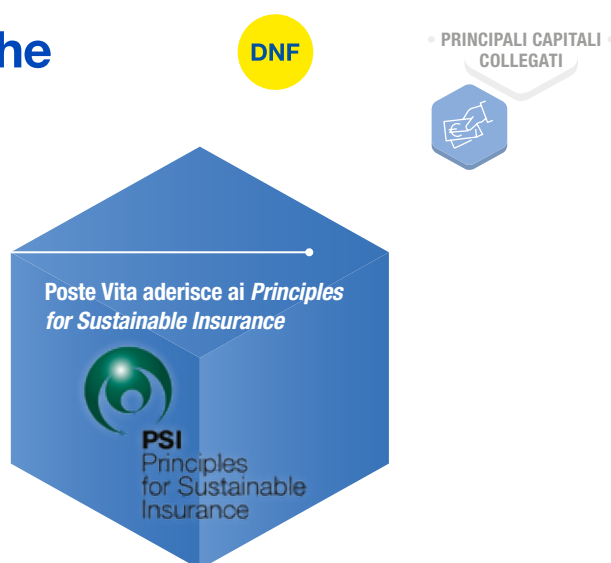 he
DNF
PRINCIPALI CAPITALI
COLLEGATI
€
Poste Vita aderisce ai Principles
for Sustainable Insurance
PSI
Principles
for Sustainable
Insurance